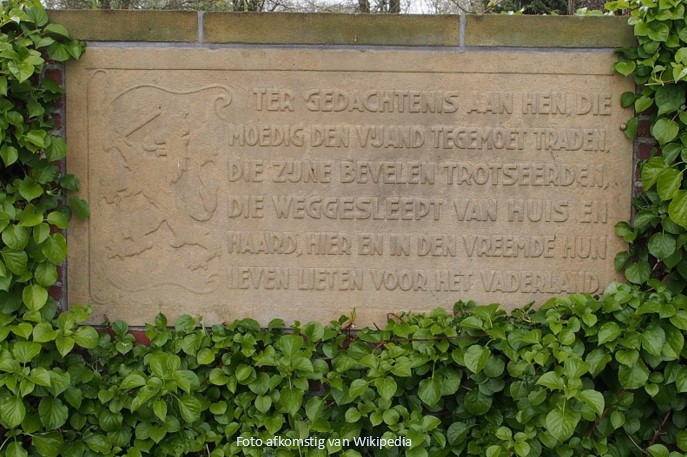 TER GEDACHTENIS AAN HEN, DIE
MOEDIG DEN VIJAND TEGEMOET TRADEN,
DIE ZIJNE BEVELEN TROTSEERDEN,
DIE WEGGESLEEPT VAN HUIS EN
HAARD, HIER EN IN DEN VREEMDE HUN
LEVEN LIETEN VOOR HET VADERLAND.
Foto afkomstig van Wikipedia